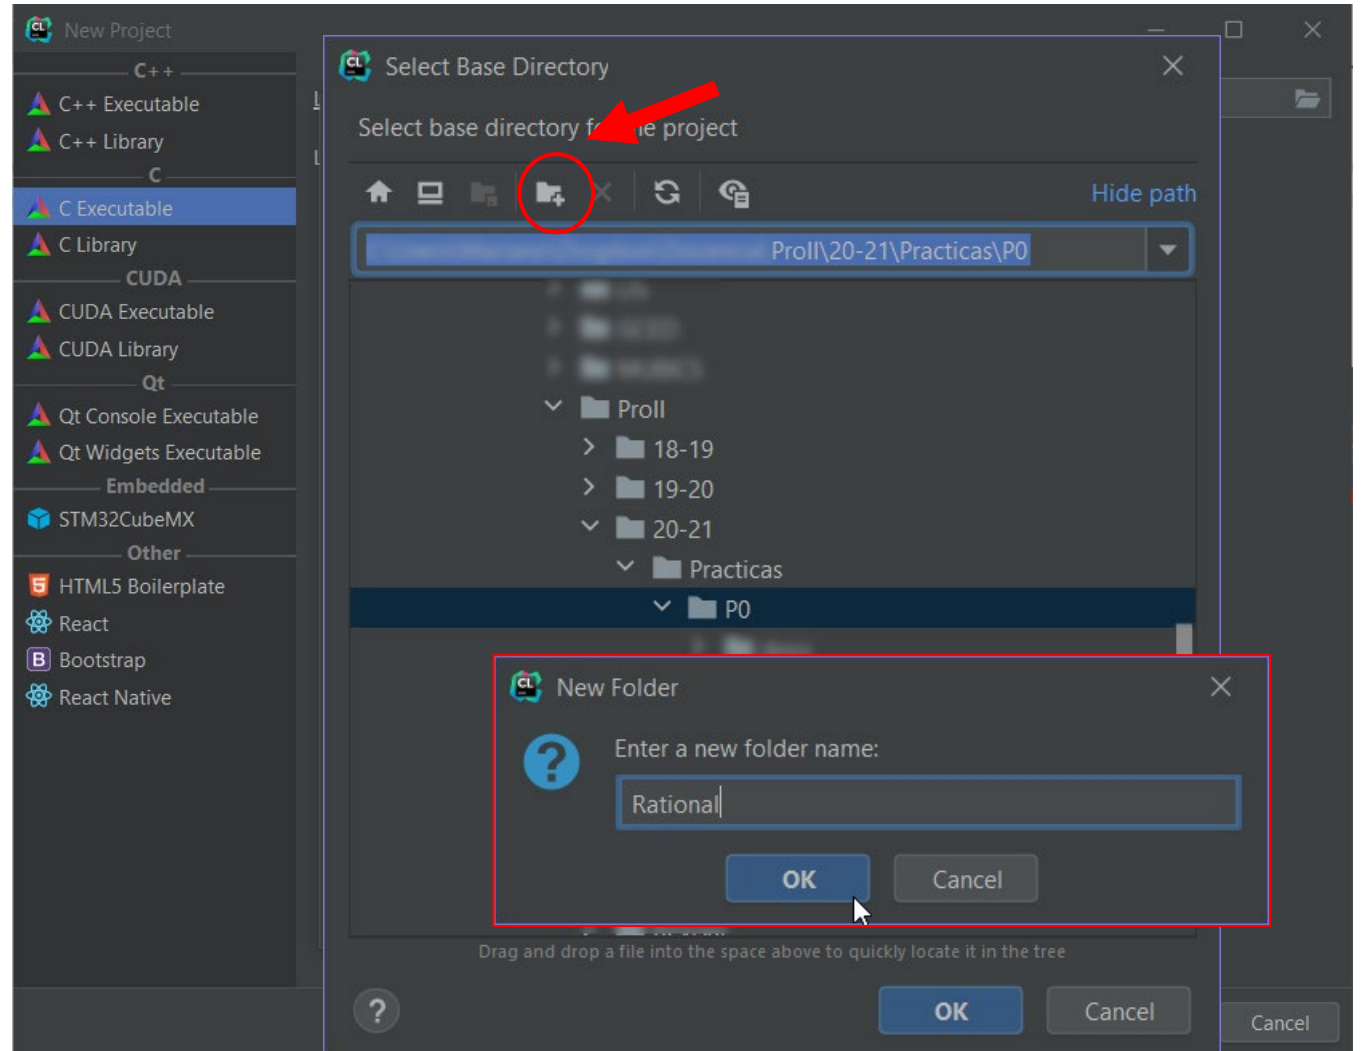 New Project
C++
C++ Executable
C++ Library
C
C Executable
C Library
CUDA
CUDA Executable
CUDA Library
Qt
Qt Console Executable
Qt Widgets Executable
Embedded
STM32CubeMX
Other
HTML5 Boilerplate
React
Bootstrap
React Native
Select Base Directory
Select base directory for the project
Hide path
ProII\20-21\Practicas\P0
ProII
18-19
19-20
20-21
Practicas
P0
New Folder
Enter a new folder name:
Rational
OK Cancel
Drag and drop a file into the space above to quickly locate it in the tree
? OK Cancel
Cancel